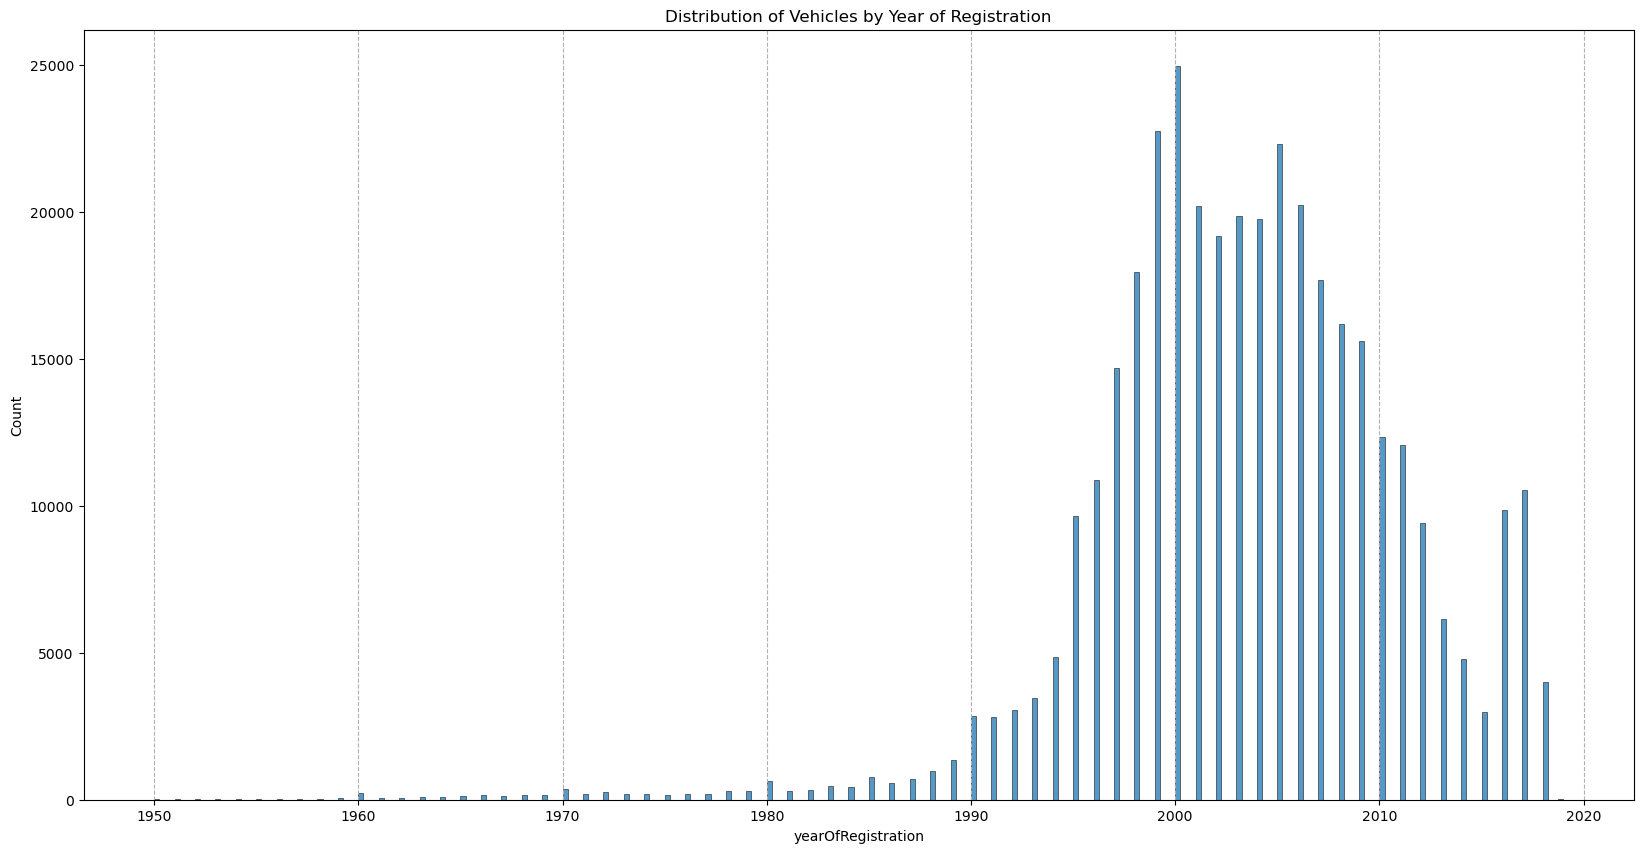 Distribution of Vehicles by Year of Registration
25000
20000
15000
10000
5000
0
Count
1950 1960 1970 1980 1990 2000 2010 2020
yearOfRegistration